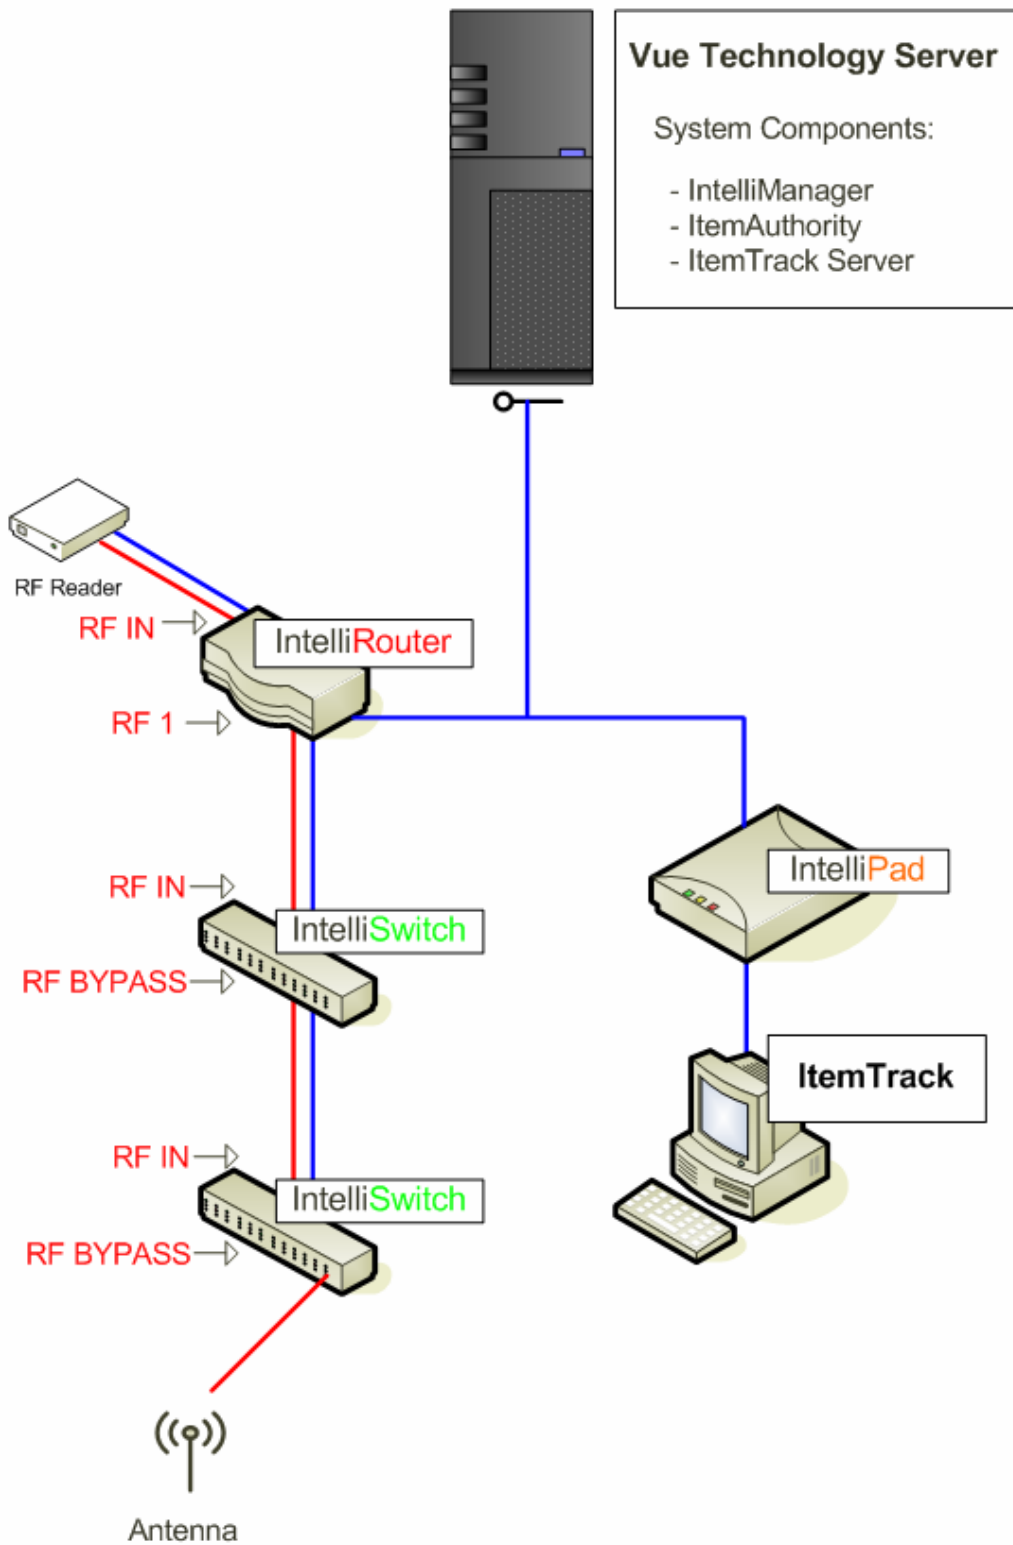 Vue Technology Server
System Components:
- IntelliManager
- ItemAuthority
- ItemTrack Server
RF Reader
RF IN
IntelliRouter
RF 1
RF IN
IntelliSwitch
RF BYPASS
IntelliPad
ItemTrack
RF IN
IntelliSwitch
RF BYPASS
Antenna